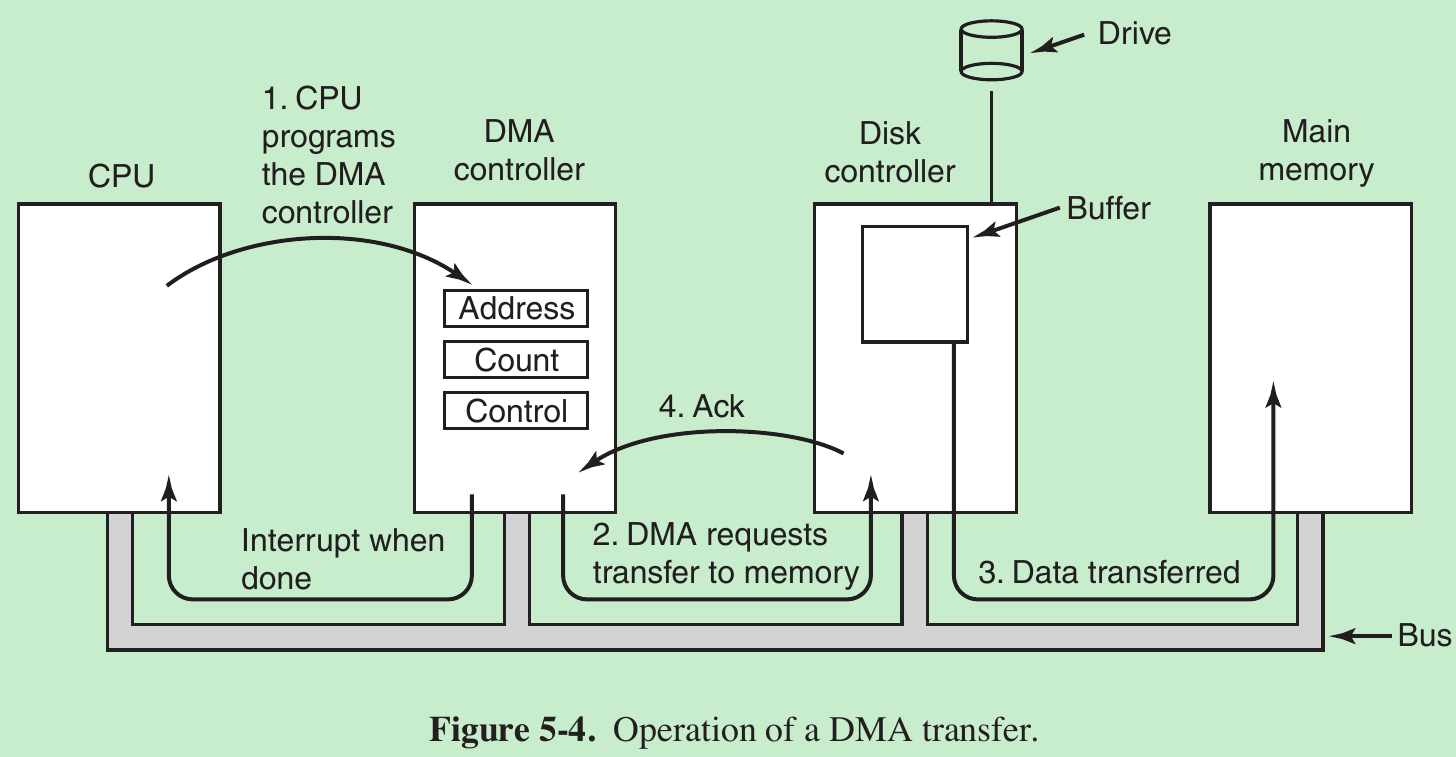 Drive
1. CPU
programs
the DMA
controller
DMA
controller
Disk
controller
Main
memory
CPU
Buffer
Address
Count
Control
4. Ack
Interrupt when
done
2. DMA requests
transfer to memory
3. Data transferred
Bus
Figure 5-4. Operation of a DMA transfer.